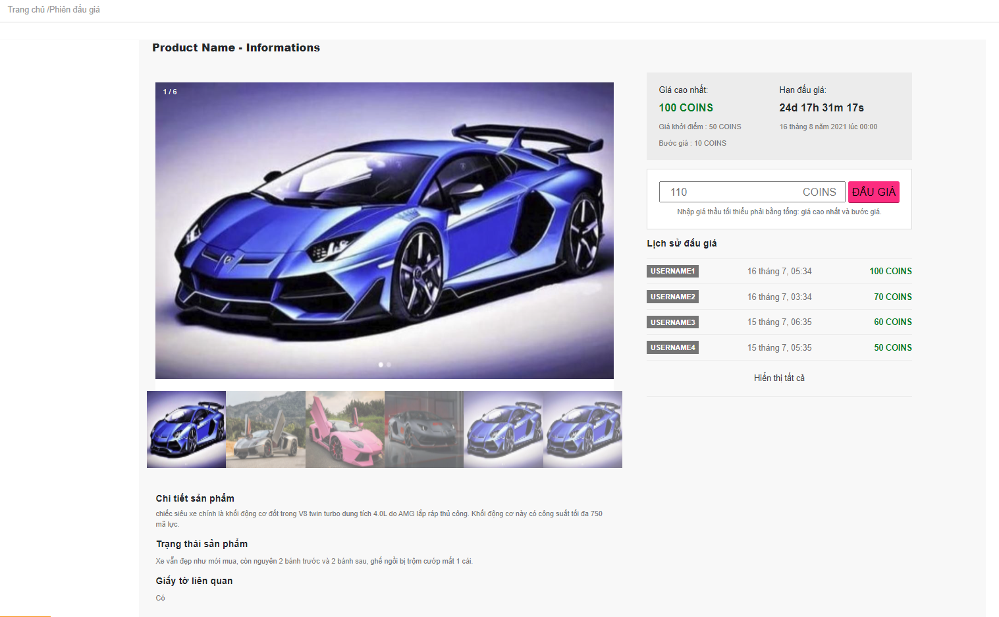 Trang chủ /Phiên đấu giá
Product Name - Informations
1 / 6
Giá cao nhất:
100 COINS
Giá khởi điểm : 50 COINS
Bước giá : 10 COINS
Hạn đấu giá:
24d 17h 31m 17s
16 tháng 8 năm 2021 lúc 00:00
110 COINS ĐẤU GIÁ
Nhập giá thầu tối thiểu phải bằng tổng: giá cao nhất và bước giá.
Lịch sử đấu giá
USERNAME1 16 tháng 7, 05:34 100 COINS
USERNAME2 16 tháng 7, 03:34 70 COINS
USERNAME3 15 tháng 7, 06:35 60 COINS
USERNAME4 15 tháng 7, 05:35 50 COINS
Hiển thị tất cả
Chi tiết sản phẩm
chiếc siêu xe chính là khối động cơ đốt trong V8 twin turbo dung tích 4.0L do AMG lắp ráp thủ công. Khối động cơ này có công suất tối đa 750
mã lực.
Trạng thái sản phẩm
Xe vẫn đẹp như mới mua, còn nguyên 2 bánh trước và 2 bánh sau, ghế ngồi bị trộm cướp mất 1 cái.
Giấy tờ liên quan
Có